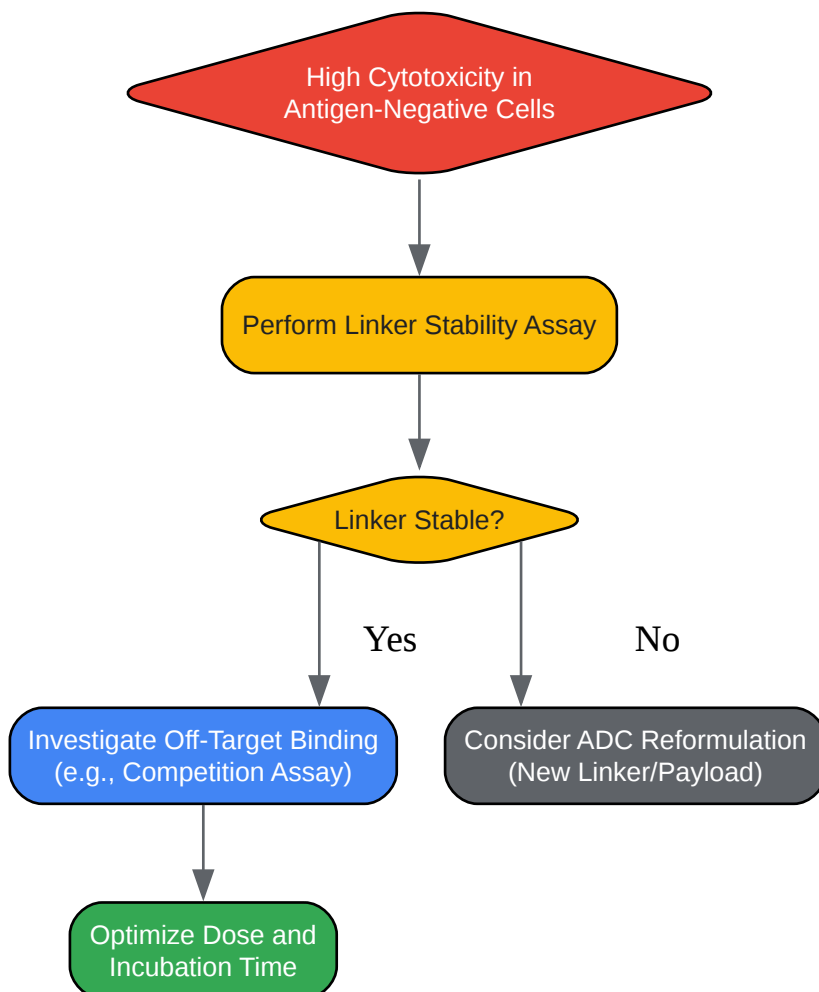 High Cytotoxicity in
Antigen-Negative Cells
Perform Linker Stability Assay
Linker Stable?
Yes
No
Investigate Off-Target Binding
(e.g., Competition Assay)
Consider ADC Reformulation
(New Linker/Payload)
Optimize Dose and
Incubation Time